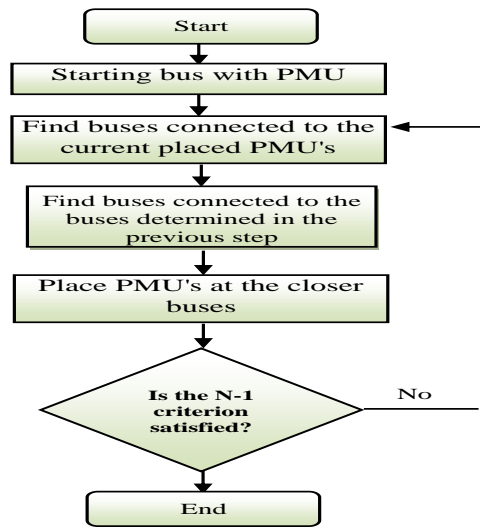 Start
Starting bus with PMU
Find buses connected to the
current placed PMU's
Find buses connected to the
buses determined in the
previous step
Place PMU's at the closer
buses
Is the N-1
criterion
satisfied?
No
End